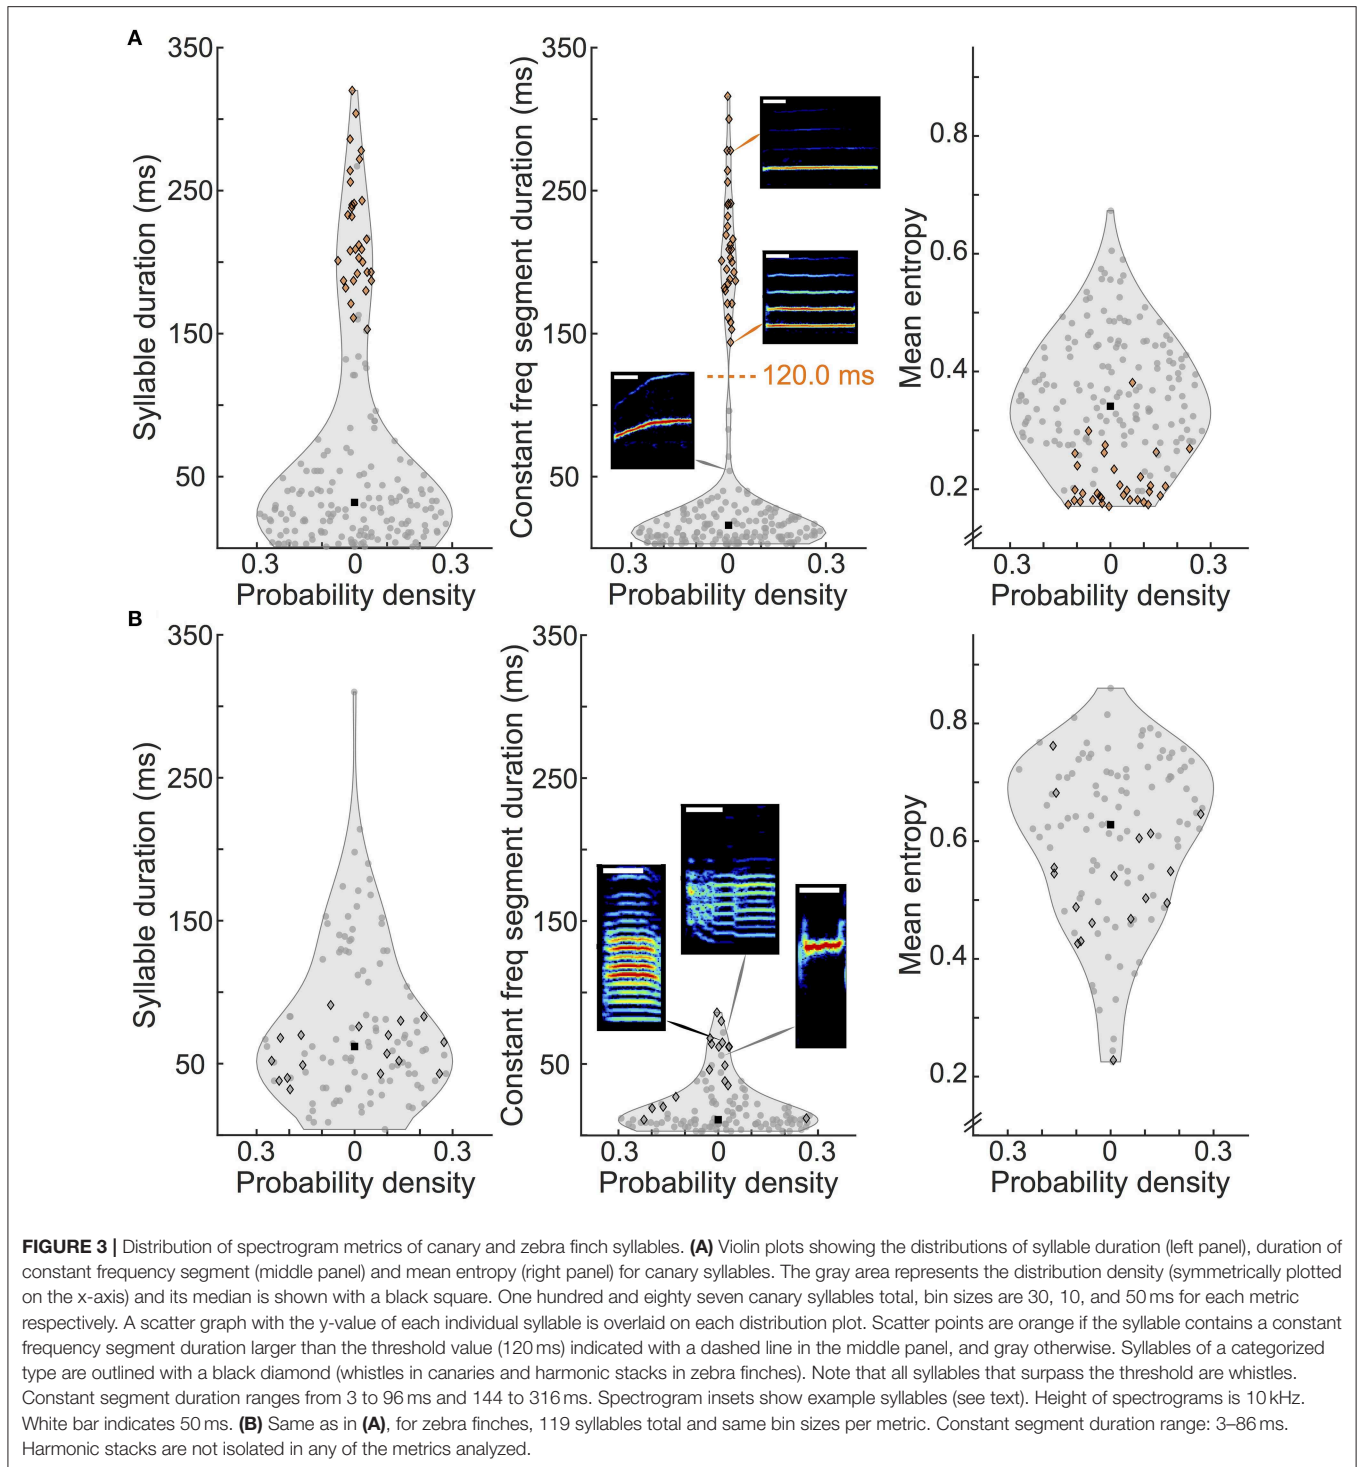 A
350
250
150
50
Syllable duration (ms)
0.3 0 0.3
Probability density
350
250
150
50
Constant freq segment duration (ms)
120.0 ms
0.3 0 0.3
Probability density
0.8
0.6
0.4
0.2
Mean entropy
0.3 0 0.3
Probability density
B
350
250
150
50
Syllable duration (ms)
0.3 0 0.3
Probability density
350
250
150
50
Constant freq segment duration (ms)
0.3 0 0.3
Probability density
0.8
0.6
0.4
0.2
Mean entropy
0.3 0 0.3
Probability density
FIGURE 3 | Distribution of spectrogram metrics of canary and zebra finch syllables. (A) Violin plots showing the distributions of syllable duration (left panel), duration of
constant frequency segment (middle panel) and mean entropy (right panel) for canary syllables. The gray area represents the distribution density (symmetrically plotted
on the x-axis) and its median is shown with a black square. One hundred and eighty seven canary syllables total, bin sizes are 30, 10, and 50 ms for each metric
respectively. A scatter graph with the y-value of each individual syllable is overlaid on each distribution plot. Scatter points are orange if the syllable contains a constant
frequency segment duration larger than the threshold value (120 ms) indicated with a dashed line in the middle panel, and gray otherwise. Syllables of a categorized
type are outlined with a black diamond (whistles in canaries and harmonic stacks in zebra finches). Note that all syllables that surpass the threshold are whistles.
Constant segment duration ranges from 3 to 96 ms and 144 to 316 ms. Spectrogram insets show example syllables (see text). Height of spectrograms is 10 kHz.
White bar indicates 50 ms. (B) Same as in (A), for zebra finches, 119 syllables total and same bin sizes per metric. Constant segment duration range: 3–86 ms.
Harmonic stacks are not isolated in any of the metrics analyzed.